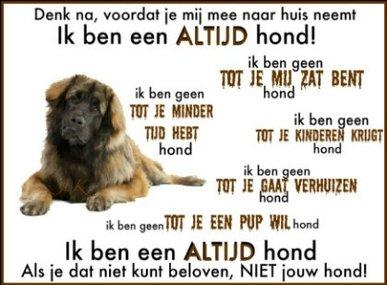 Denk na, voordat je mij mee naar huis neemt
Ik ben een ALTIJD hond!
ik ben geen
TOT JE MIJ ZAT BENT
hond
ik ben geen
TOT JE MINDER
TIJD HEBT
hond
ik ben geen
TOT JE KINDEREN KRIJGT
hond
ik ben geen
TOT JE GAAT VERHUIZEN
hond
ik ben geen TOT JE EEN PUP WIL hond
Ik ben een ALTIJD hond
Als je dat niet kunt beloven, NIET jouw hond!